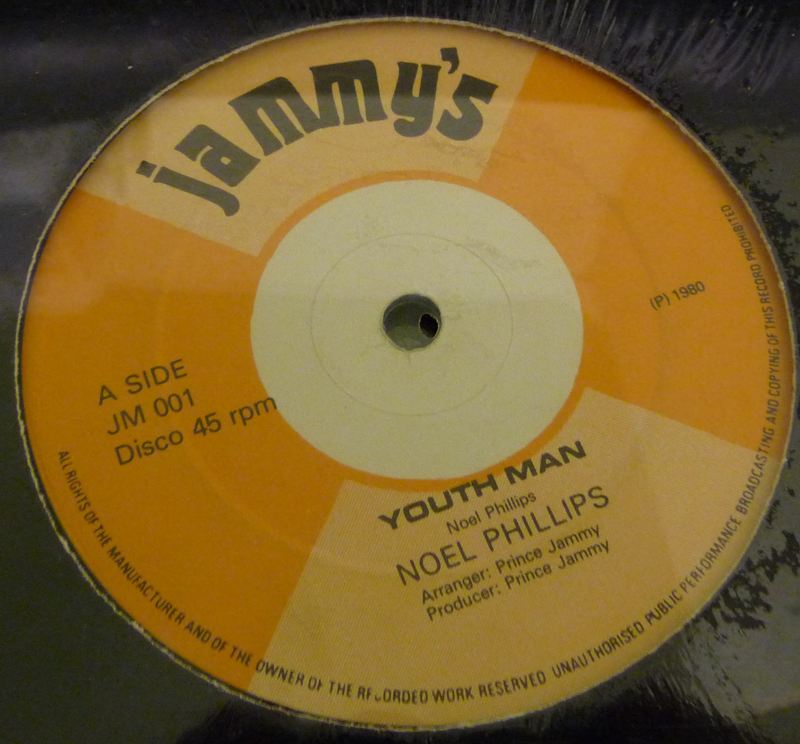 jammy's
(P) 1980
A SIDE
JM 001
Disco 45 rpm
YOUTH MAN
Noel Phillips
NOEL PHILLIPS
Arranger: Prince Jammy
Producer: Prince Jammy
ALL RIGHTS OF THE MANUFACTURER AND OF THE OWNER OF THE RECORDED WORK RESERVED UNAUTHORISED PUBLIC PERFORMANCE BROADCASTING AND COPYING OF THIS RECORD PROHIBITED